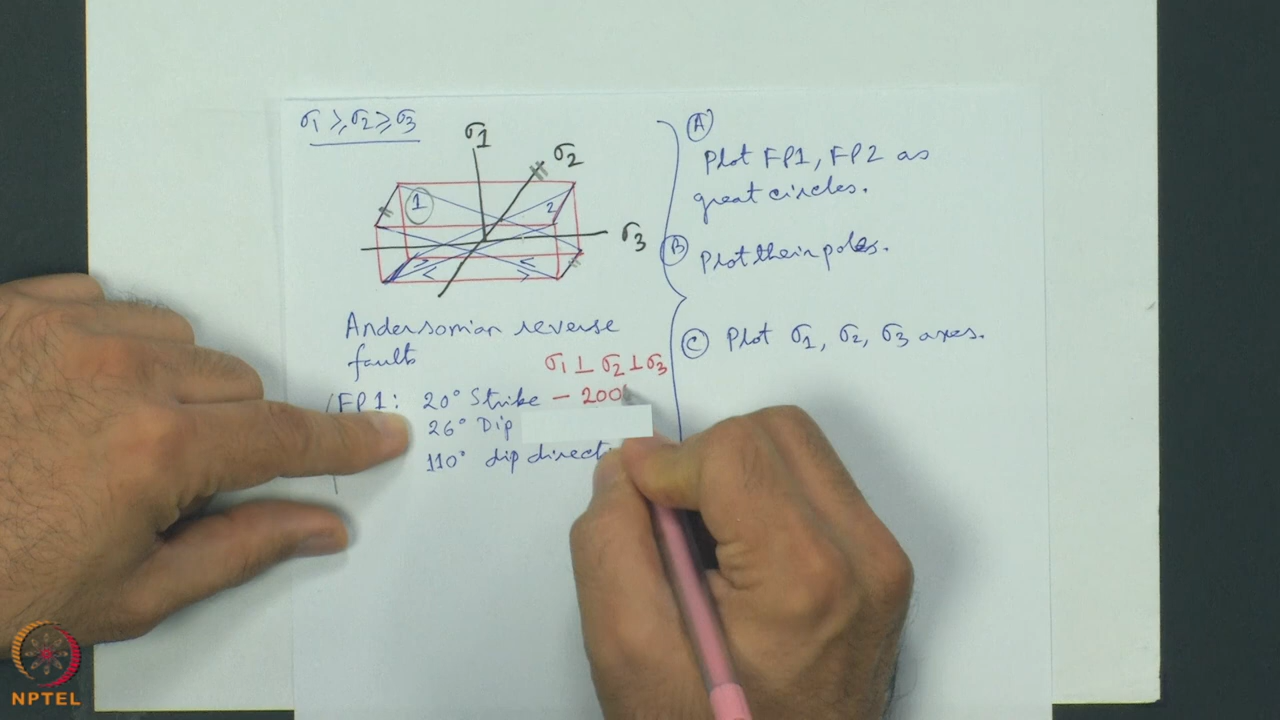 σ1 ⩾ σ2 ⩾ σ3
σ1
σ2
1
2
σ3
Andersonian reverse
fault
σ1 ⊥ σ2 ⊥ σ3
FP1: 20° Strike — 200°
26° Dip
110° dip
A
Plot FP1, FP2 as
great circles.
B Plot their poles.
C Plot σ1, σ2, σ3 axes.
NPTEL